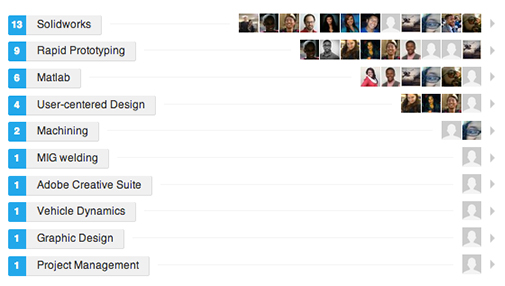 13 Solidworks
9 Rapid Prototyping
6 Matlab
4 User-centered Design
2 Machining
1 MIG welding
1 Adobe Creative Suite
1 Vehicle Dynamics
1 Graphic Design
1 Project Management